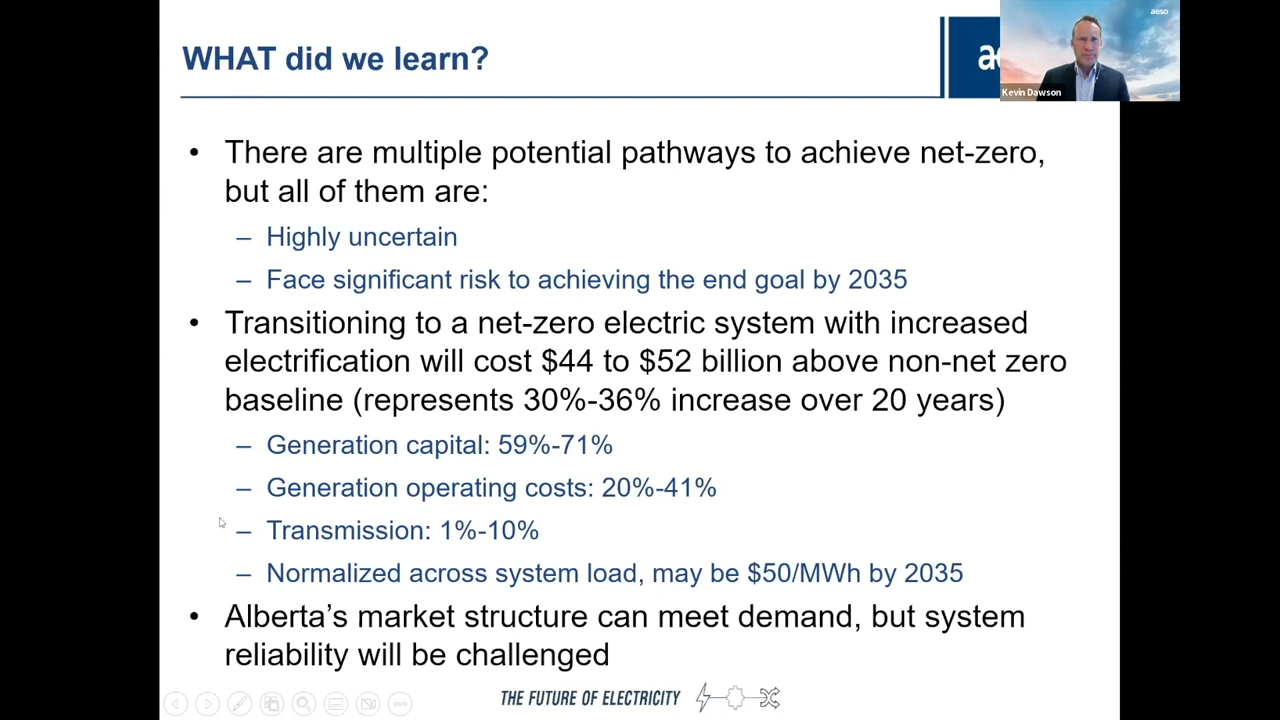 WHAT did we learn?
aeso
Kevin Dawson
• There are multiple potential pathways to achieve net-zero,
but all of them are:
– Highly uncertain
– Face significant risk to achieving the end goal by 2035
• Transitioning to a net-zero electric system with increased
electrification will cost $44 to $52 billion above non-net zero
baseline (represents 30%-36% increase over 20 years)
– Generation capital: 59%-71%
– Generation operating costs: 20%-41%
– Transmission: 1%-10%
– Normalized across system load, may be $50/MWh by 2035
• Alberta’s market structure can meet demand, but system
reliability will be challenged
THE FUTURE OF ELECTRICITY